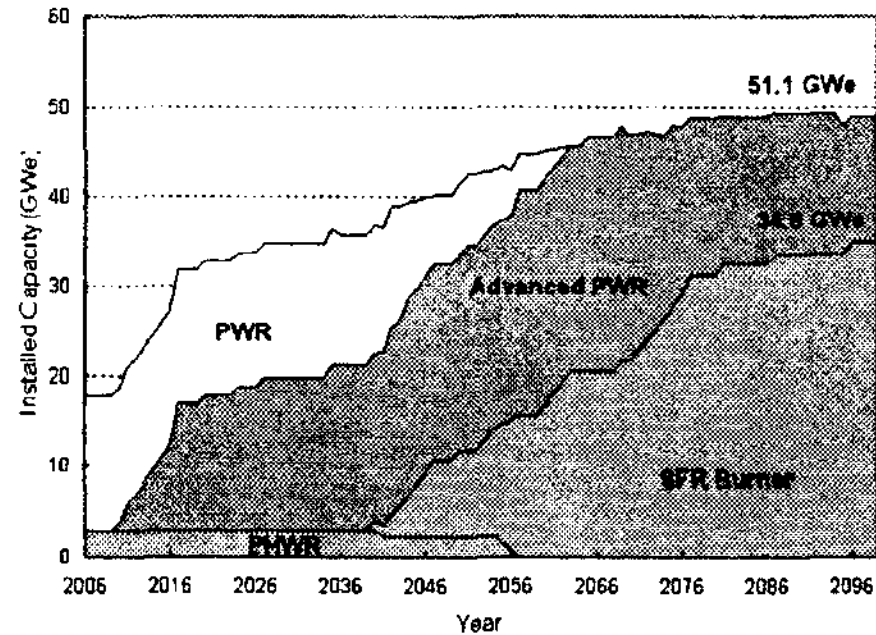 60
50
40
30
20
10
0
Installed Capacity (GWe)
51.1 GWe
GWe
Advanced PWR
PWR
SFR Burner
PHWR
2006 2016 2026 2036 2046 2056 2066 2076 2086 2096
Year